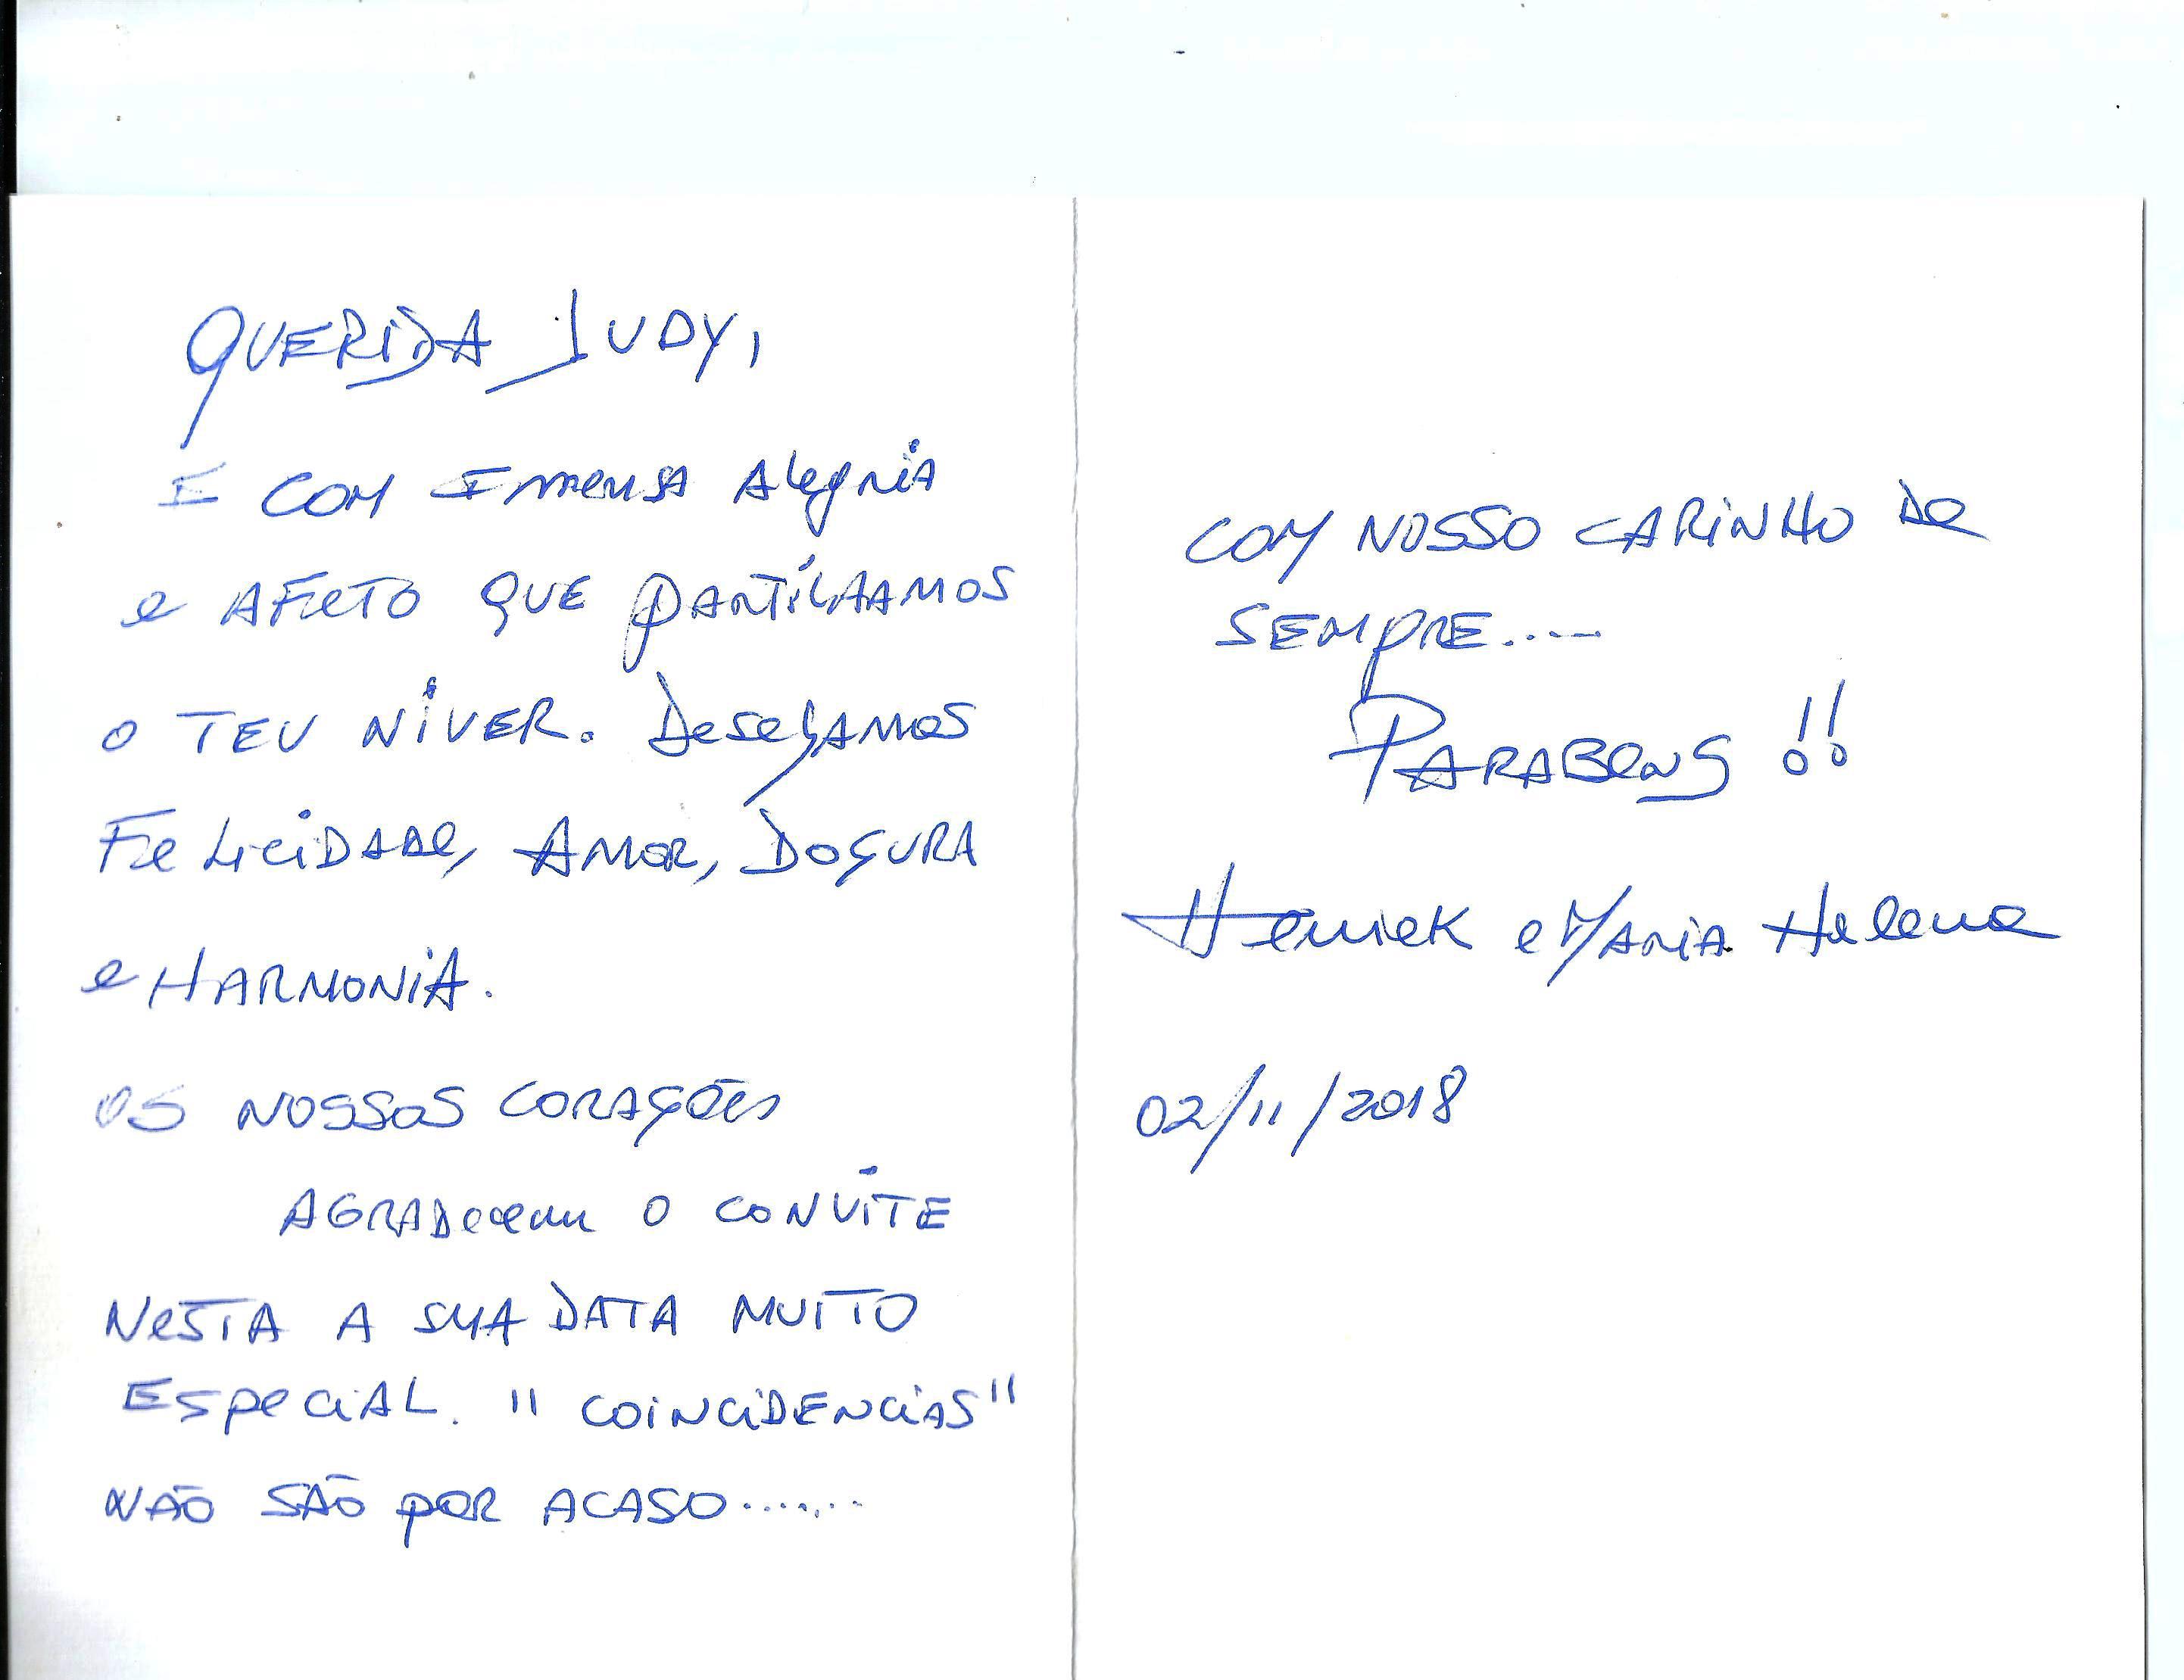 QUERIDA JUDY,
E COM IMENSA ALEGRIA
e AFETO QUE PARTILHAMOS
O TEU NIVER. DESEJAMOS
FELICIDADE, AMOR, DOÇURA
e HARMONIA.
OS NOSSOS CORAÇÕES
AGRADECEM O CONVITE
NESTA A SUA DATA MUITO
ESPECIAL. "COINCIDENCIAS"
NÃO SÃO POR ACASO.......
COM NOSSO CARINHO DE
SEMPRE....
PARABENS!!
e MARIA Helena
02/11/2018